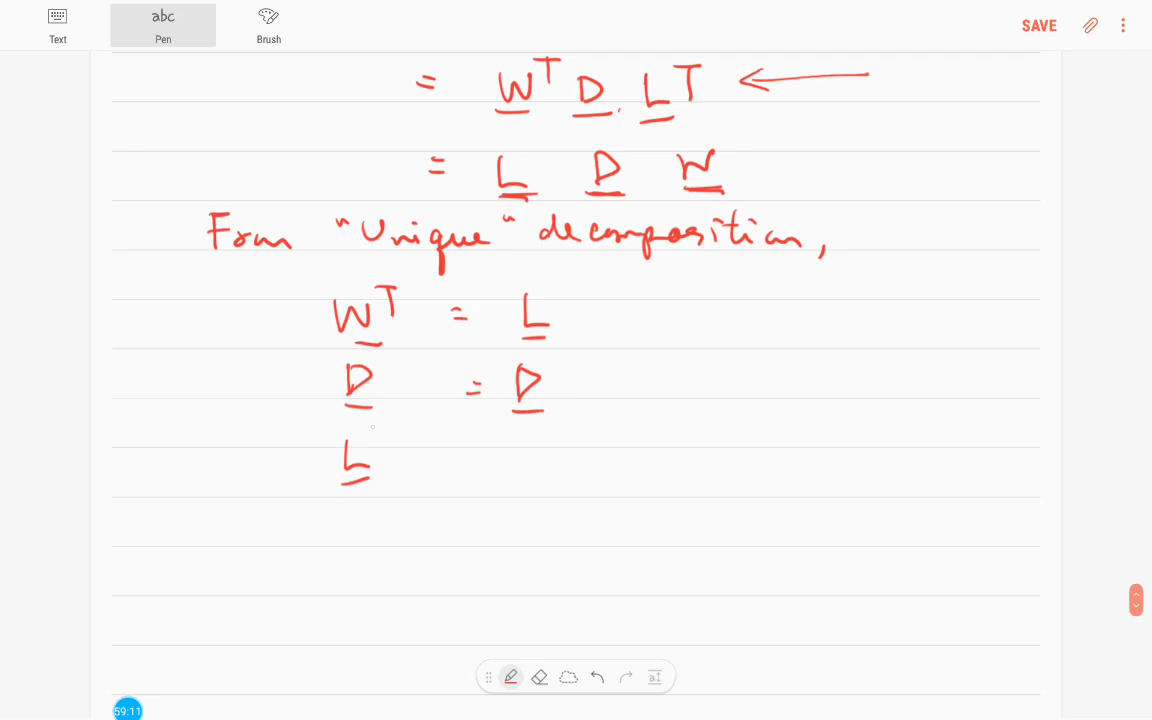 abc
Text Pen Brush SAVE
= W^T D . L^T ←
= L D W
From "Unique" decomposition,
W^T = L
D = D
L
59:11